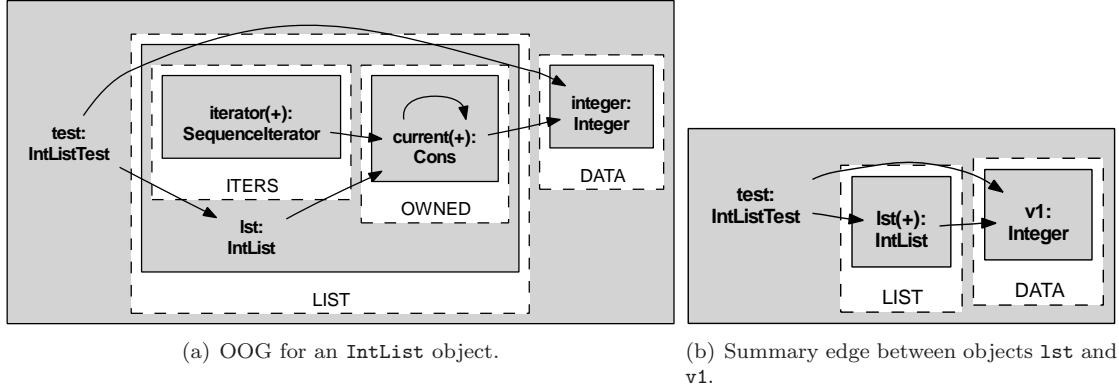 iterator(+):
SequenceIterator
current(+):
Cons
integer:
Integer
test:
IntListTest
ITERS
OWNED
DATA
lst:
IntList
LIST
(a) OOG for an IntList object.
test:
IntListTest
lst(+):
IntList
v1:
Integer
LIST
DATA
(b) Summary edge between objects lst and
v1.